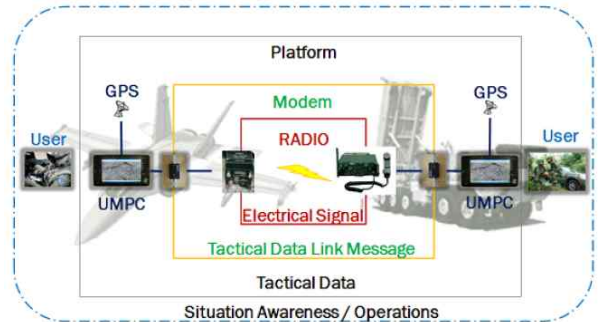 Platform
GPS
GPS
Modem
User
RADIO
User
UMPC
UMPC
Electrical Signal
Tactical Data Link Message
Tactical Data
Situation Awareness / Operations